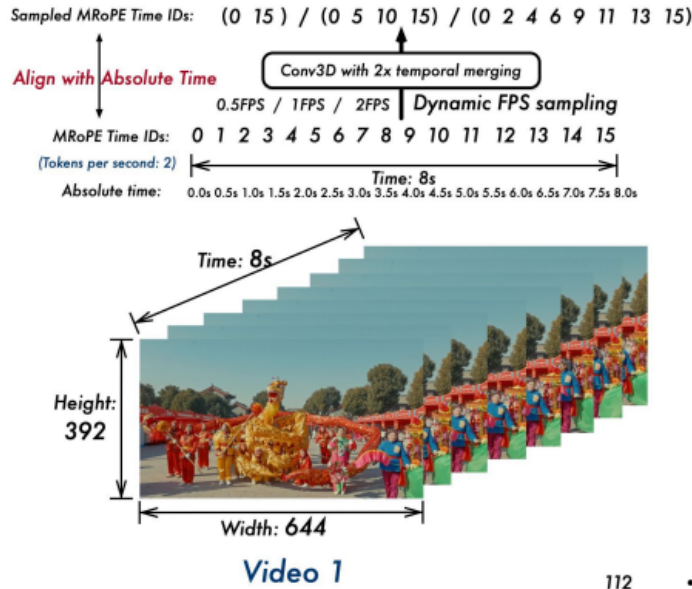 Sampled MRoPE Time IDs: (0 15) / (0 5 10 15) / (0 2 4 6 9 11 13 15)
Align with Absolute Time
Conv3D with 2x temporal merging
0.5FPS / 1FPS / 2FPS Dynamic FPS sampling
MRoPE Time IDs: 0 1 2 3 4 5 6 7 8 9 10 11 12 13 14 15
(Tokens per second: 2)
Time: 8s
Absolute time: 0.0s 0.5s 1.0s 1.5s 2.0s 2.5s 3.0s 3.5s 4.0s 4.5s 5.0s 5.5s 6.0s 6.5s 7.0s 7.5s 8.0s
Time: 8s
Height:
392
Width: 644
Video 1
112